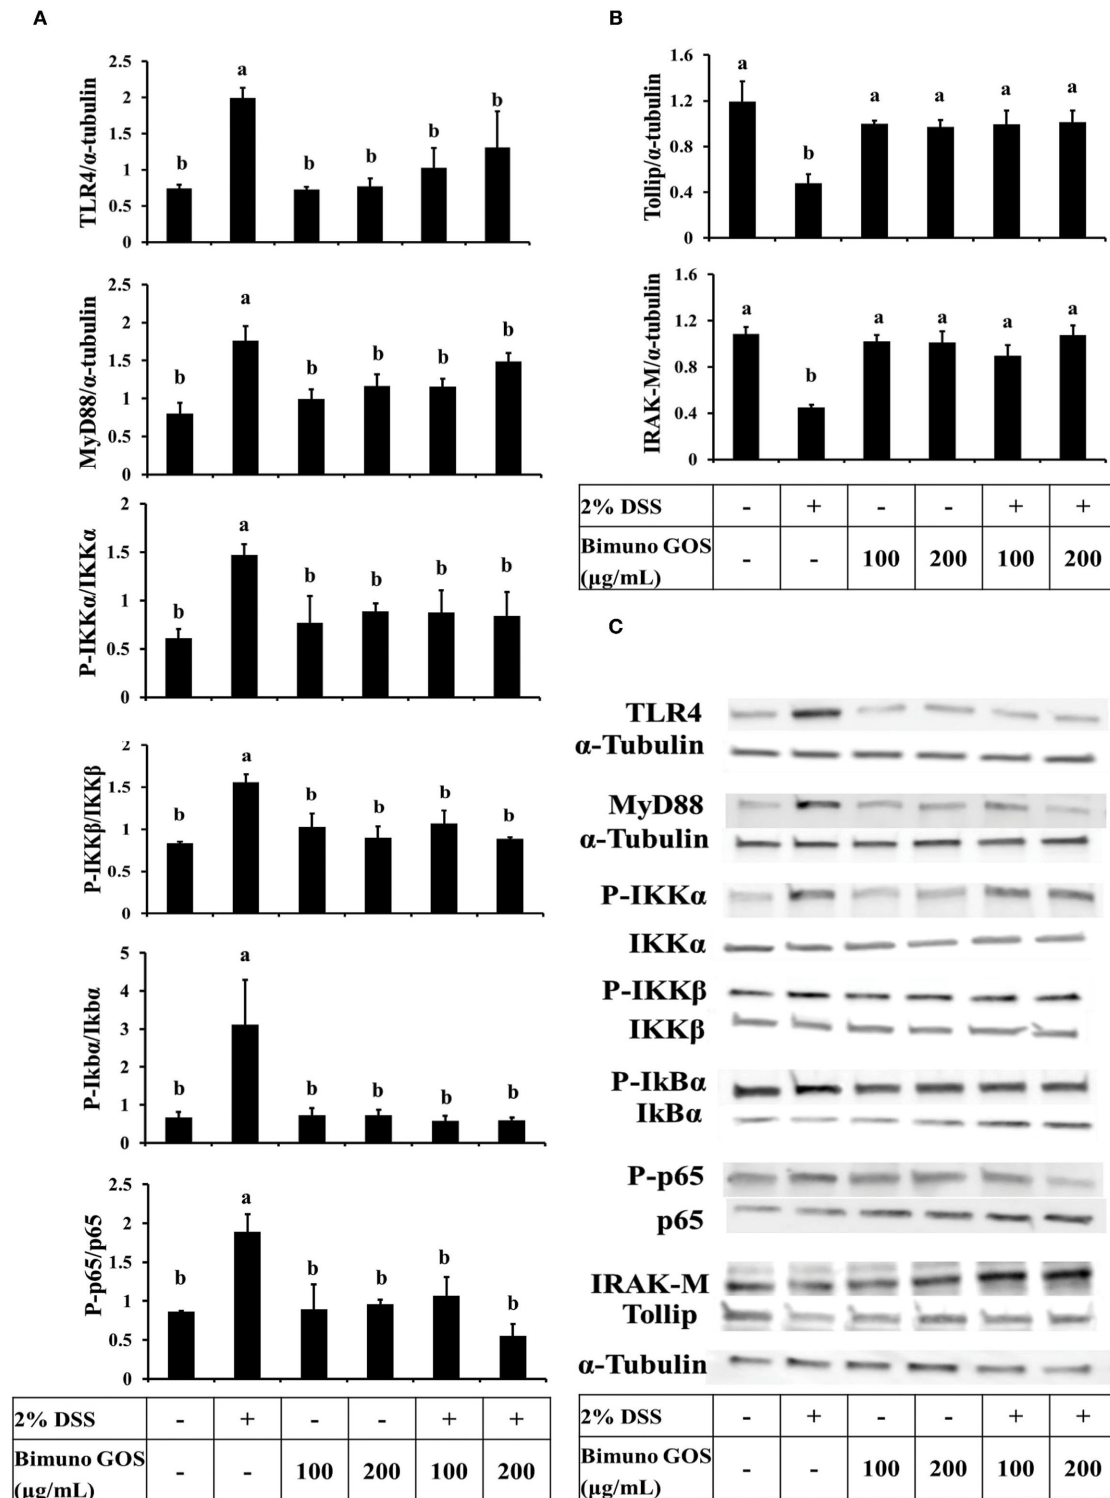 A
TLR4/α-tubulin
2.5
2
1.5
1
0.5
0
b a b b b b
MyD88/α-tubulin
2.5
2
1.5
1
0.5
0
b a b b b b
P-IKKα/IKKα
2
1.5
1
0.5
0
b a b b b b
P-IKKβ/IKKβ
2
1.5
1
0.5
0
b a b b b b
P-Ikbα/Ikbα
5
4
3
2
1
0
b a b b b b
P-p65/p65
2.5
2
1.5
1
0.5
0
b a b b b b
2% DSS - + - - + +
Bimuno GOS
(µg/mL) - - 100 200 100 200
B
Tollip/α-tubulin
1.6
1.2
0.8
0.4
0
a b a a a a
IRAK-M/α-tubulin
1.6
1.2
0.8
0.4
0
a b a a a a
2% DSS - + - - + +
Bimuno GOS
(µg/mL) - - 100 200 100 200
C
TLR4
α-Tubulin
MyD88
α-Tubulin
P-IKKα
IKKα
P-IKKβ
IKKβ
P-IkBα
IkBα
P-p65
p65
IRAK-M
Tollip
α-Tubulin
2% DSS - + - - + +
Bimuno GOS
(µg/mL) - - 100 200 100 200